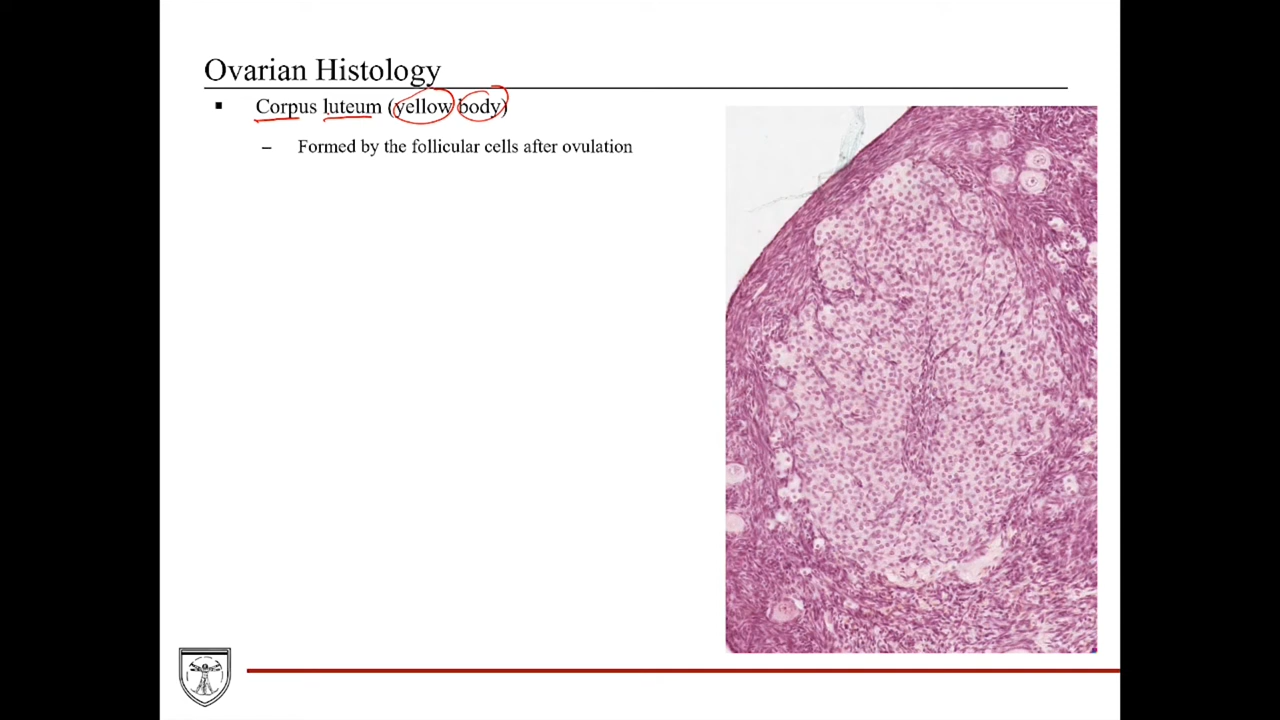 Ovarian Histology
▪ Corpus luteum (yellow body)
– Formed by the follicular cells after ovulation